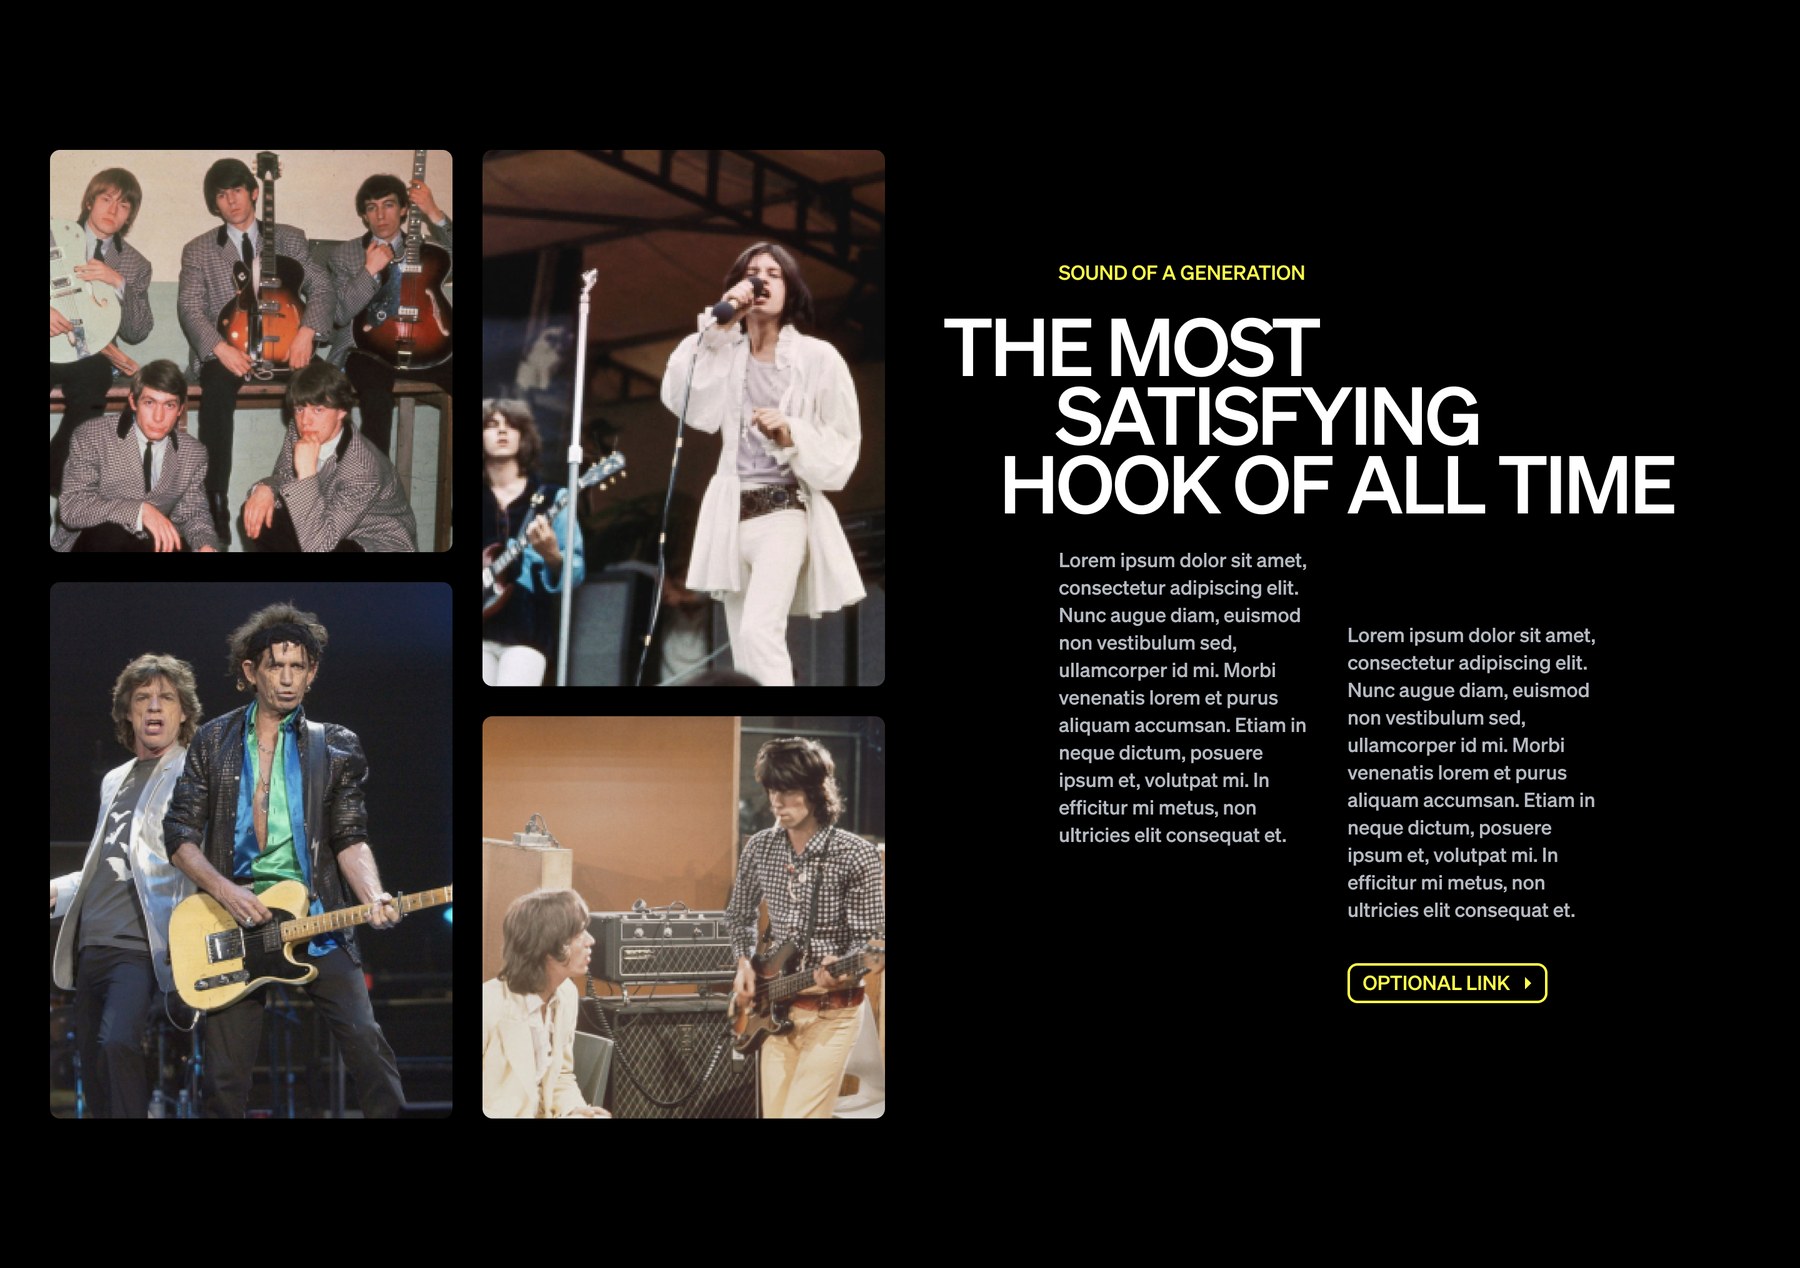 SOUND OF A GENERATION
THE MOST
SATISFYING
HOOK OF ALL TIME
Lorem ipsum dolor sit amet,
consectetur adipiscing elit.
Nunc augue diam, euismod
non vestibulum sed,
ullamcorper id mi. Morbi
venenatis lorem et purus
aliquam accumsan. Etiam in
neque dictum, posuere
ipsum et, volutpat mi. In
efficitur mi metus, non
ultricies elit consequat et.
Lorem ipsum dolor sit amet,
consectetur adipiscing elit.
Nunc augue diam, euismod
non vestibulum sed,
ullamcorper id mi. Morbi
venenatis lorem et purus
aliquam accumsan. Etiam in
neque dictum, posuere
ipsum et, volutpat mi. In
efficitur mi metus, non
ultricies elit consequat et.
OPTIONAL LINK